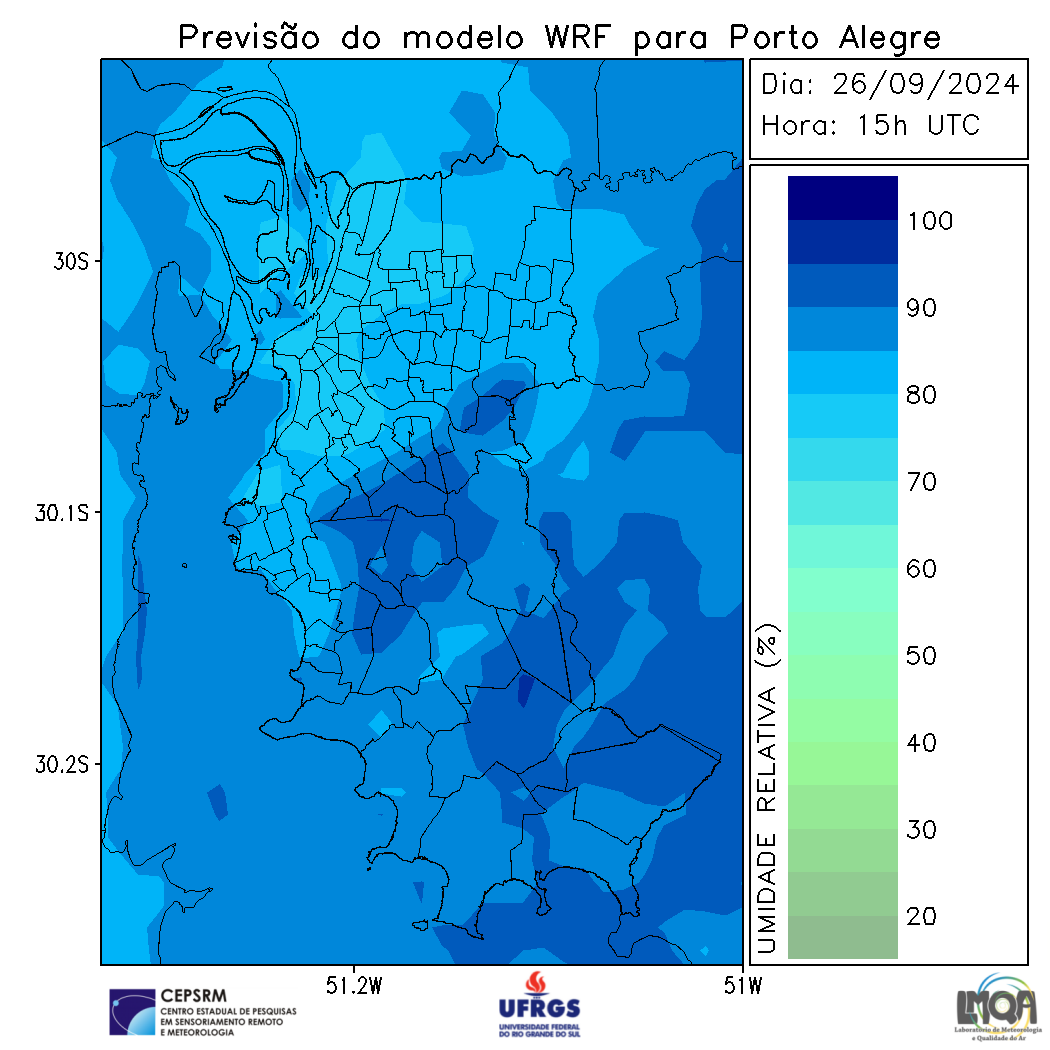 Previsão do modelo WRF para Porto Alegre
Dia: 26/09/2024
Hora: 15h UTC
30S
30.1S
30.2S
51.2W
51W
100
90
80
70
60
50
40
30
20
UMIDADE RELATIVA (%)
CEPSRM
CENTRO ESTADUAL DE PESQUISAS
EM SENSORIAMENTO REMOTO
E METEOROLOGIA
UFRGS
UNIVERSIDADE FEDERAL
DO RIO GRANDE DO SUL
LMQA
Laboratório de Meteorologia
e Qualidade do Ar